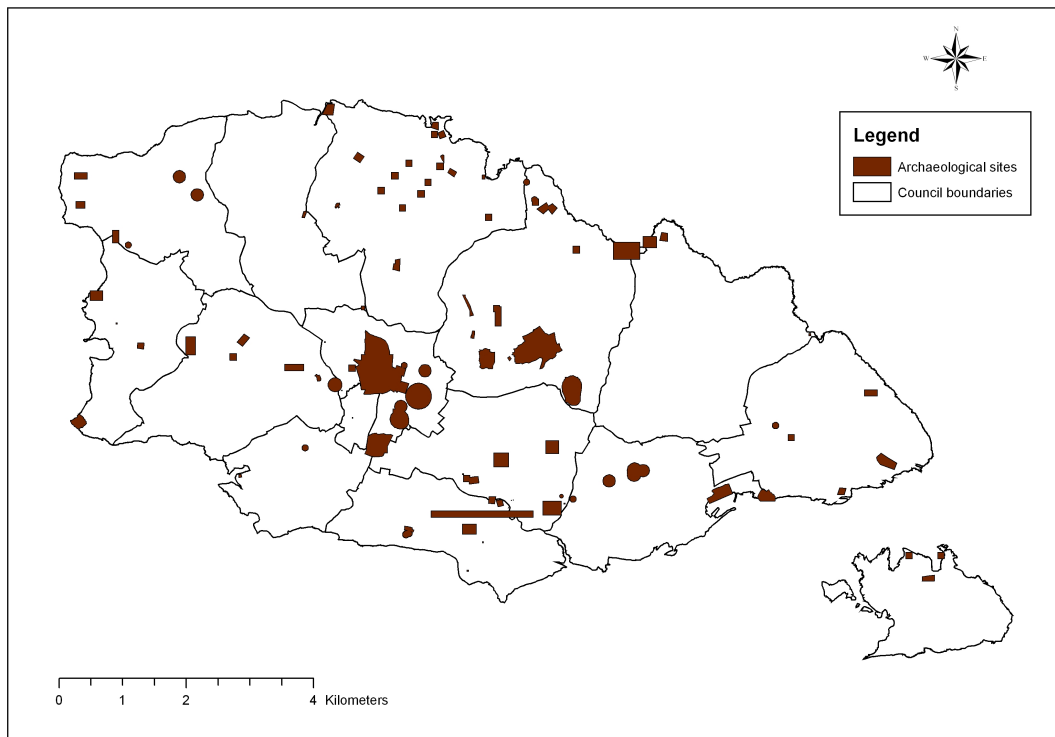 N
W E
S
Legend
Archaeological sites
Council boundaries
0 1 2 4 Kilometers